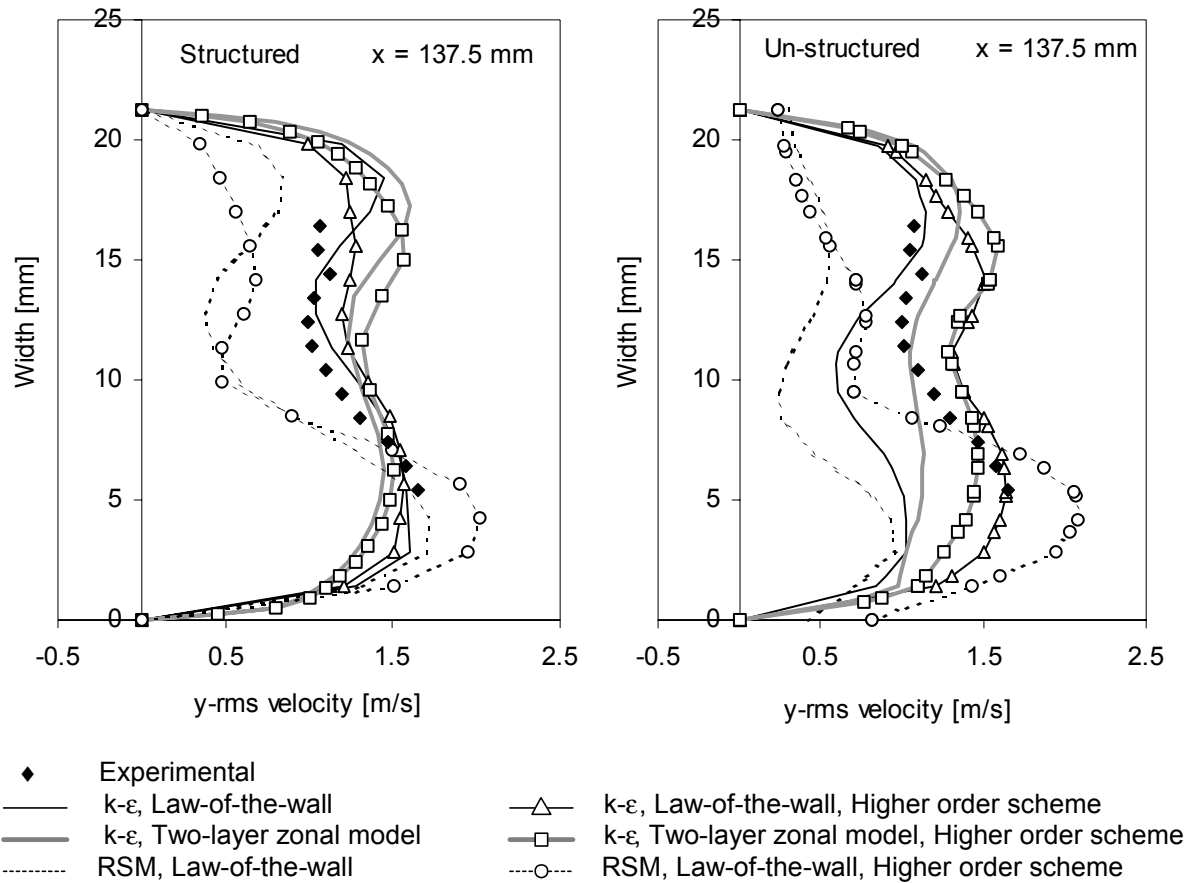 25
Structured x = 137.5 mm
20
15
10
5
0
Width [mm]
-0.5 0.5 1.5 2.5
y-rms velocity [m/s]
25
Un-structured x = 137.5 mm
20
15
10
5
0
Width [mm]
-0.5 0.5 1.5 2.5
y-rms velocity [m/s]
Experimental
k-ε, Law-of-the-wall
k-ε, Two-layer zonal model
RSM, Law-of-the-wall
k-ε, Law-of-the-wall, Higher order scheme
k-ε, Two-layer zonal model, Higher order scheme
RSM, Law-of-the-wall, Higher order scheme